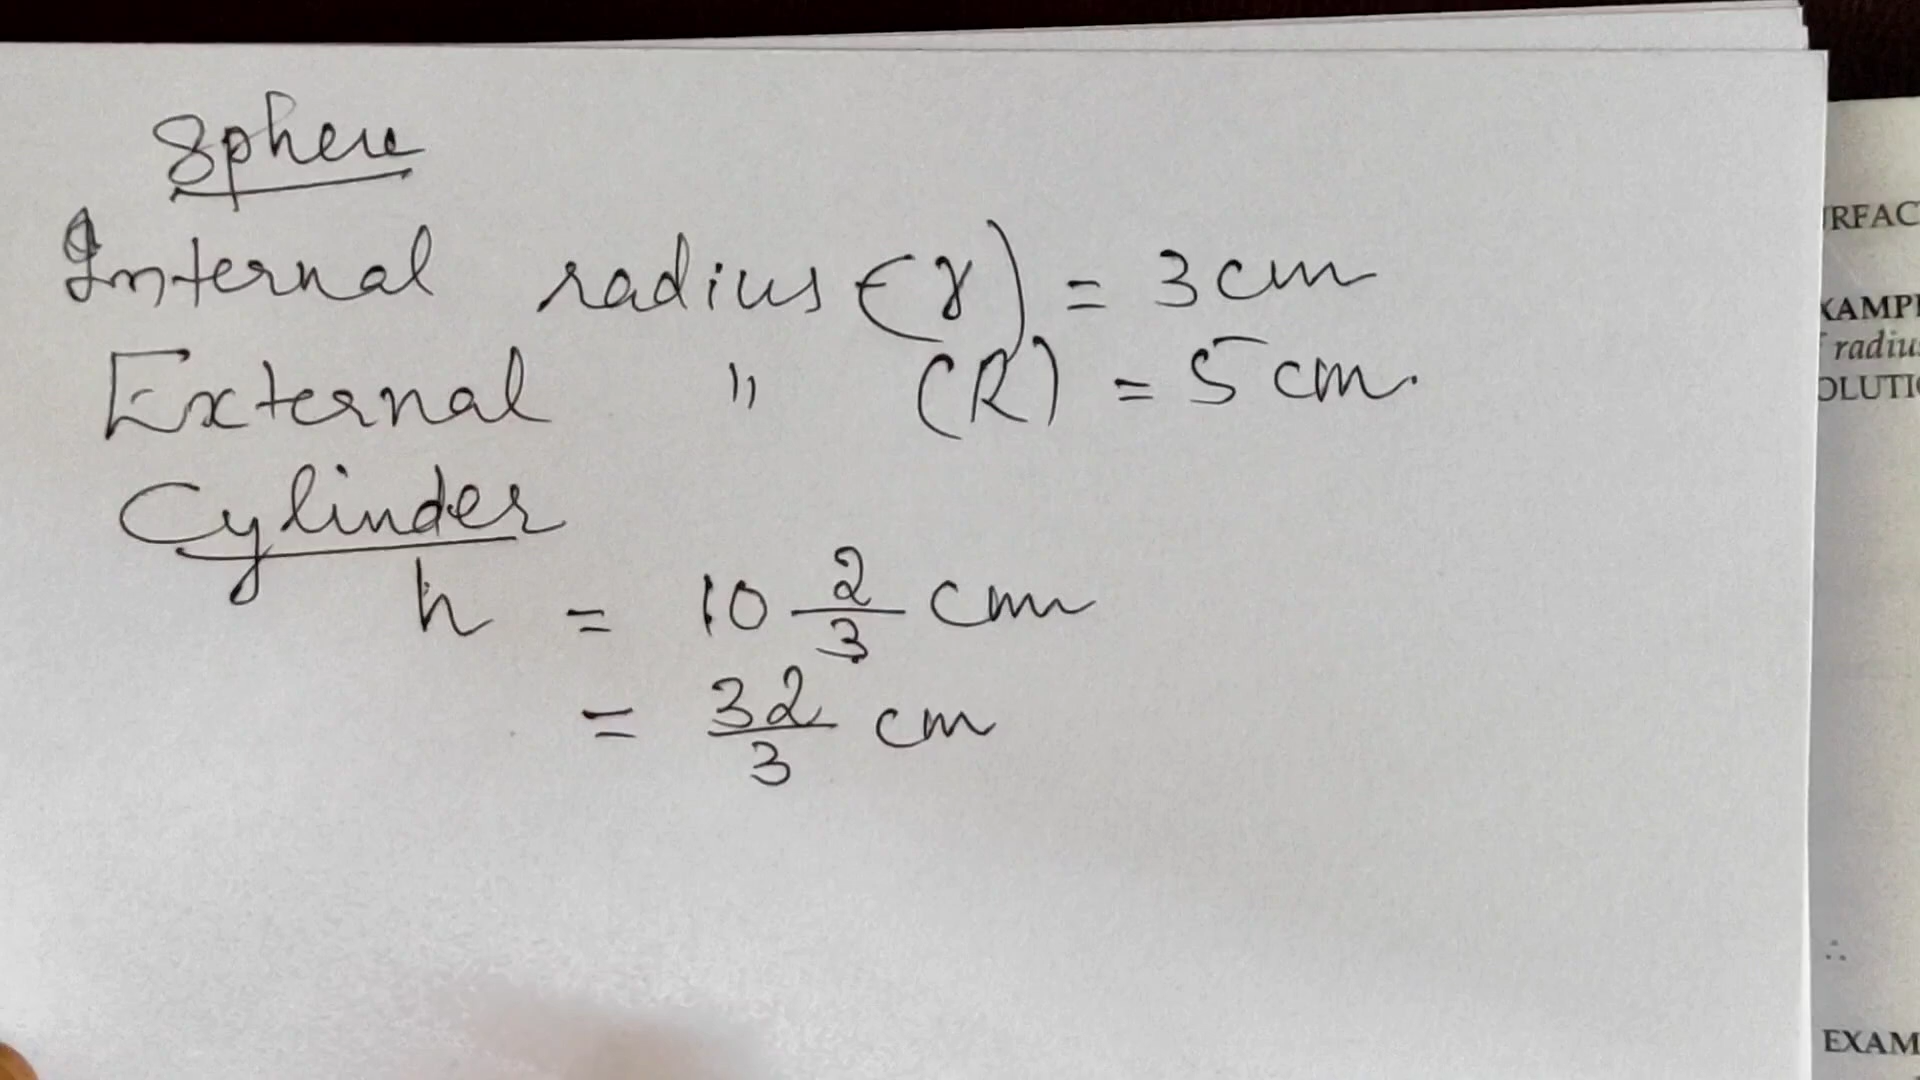 Sphere
Internal radius (r) = 3 cm
External " (R) = 5 cm.
Cylinder
h = 10 2/3 cm
= 32/3 cm
RFAC
XAMPL
radiu
OLUTI
∴
EXAM